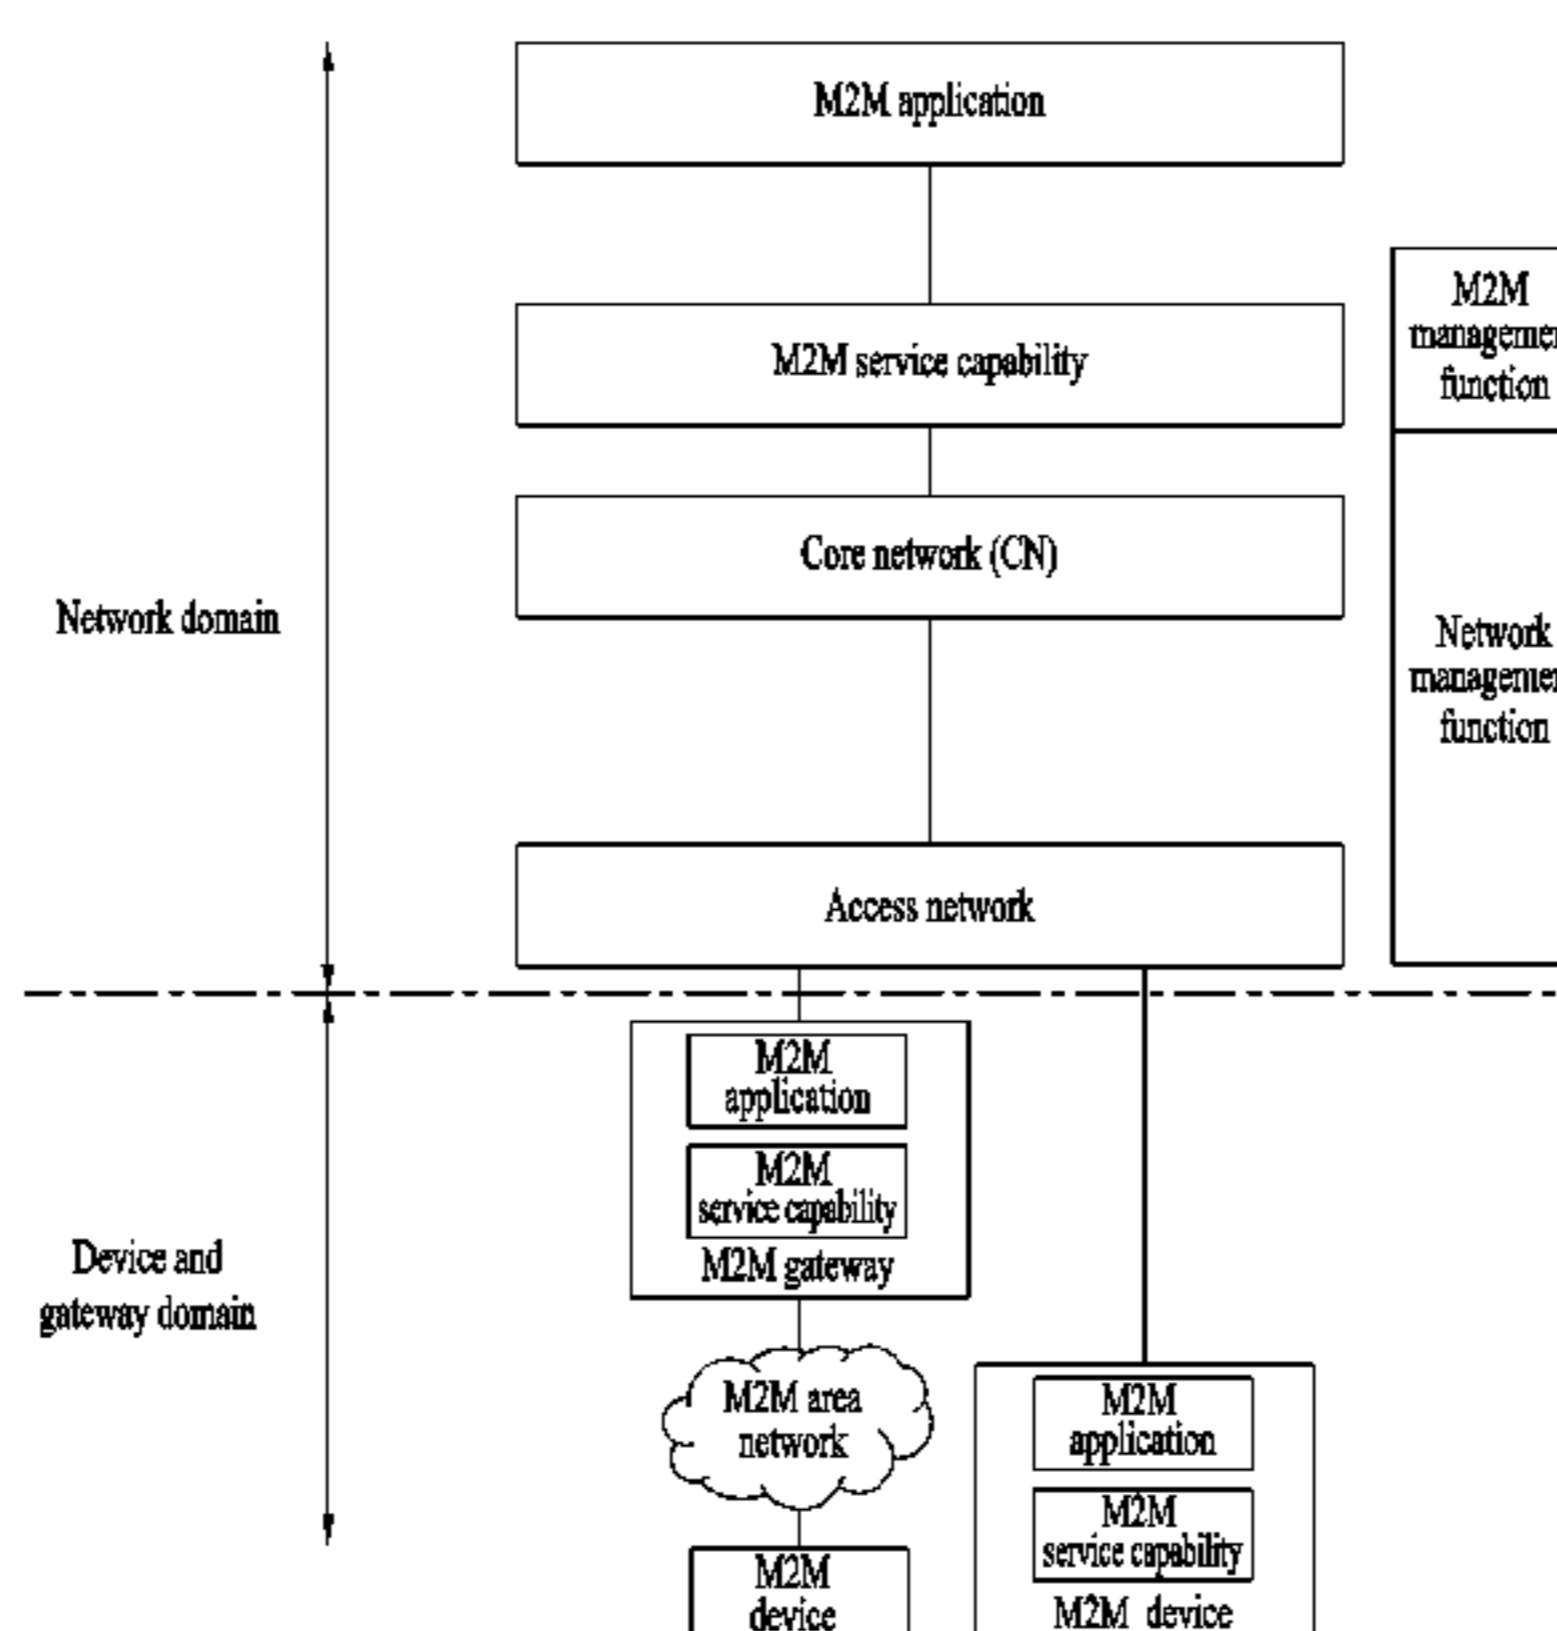 M2M application
M2M
managemen
function
M2M service capability
Core network (CN)
Network domain
Network
managemen
function
Access network
M2M
application
M2M
service capability
M2M gateway
Device and
gateway domain
M2M area
network
M2M
application
M2M
service capability
M2M device
M2M
device